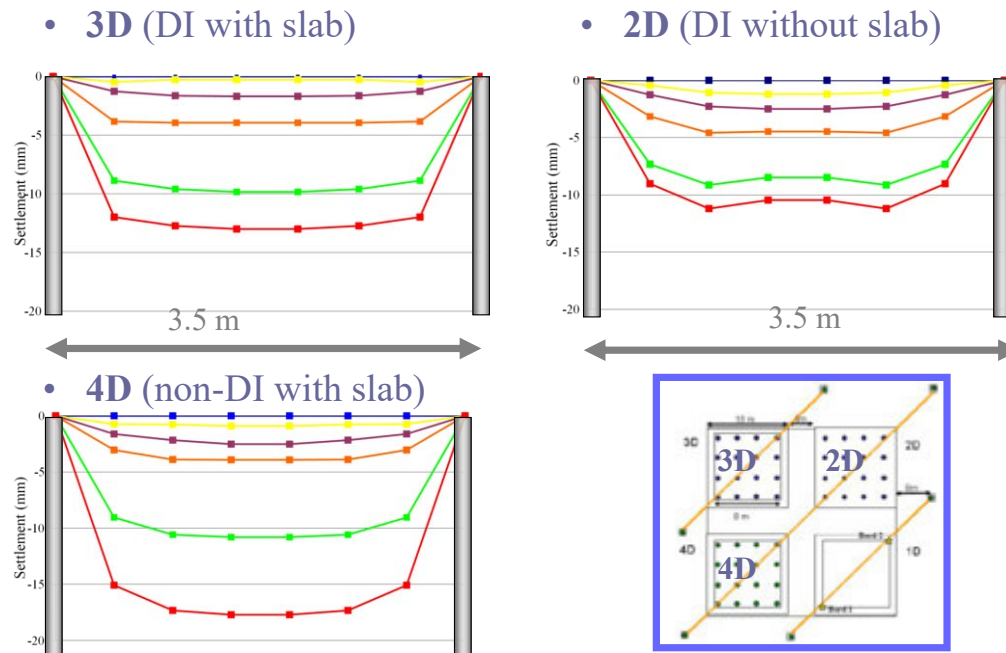 • 3D (DI with slab)
• 2D (DI without slab)
Settlement (mm)
0
-5
-10
-15
-20
3.5 m
Settlement (mm)
0
-5
-10
-15
-20
3.5 m
• 4D (non-DI with slab)
Settlement (mm)
0
-5
-10
-15
-20
10 m
3D
3D
2D
2D
8 m
4D
4D
1D